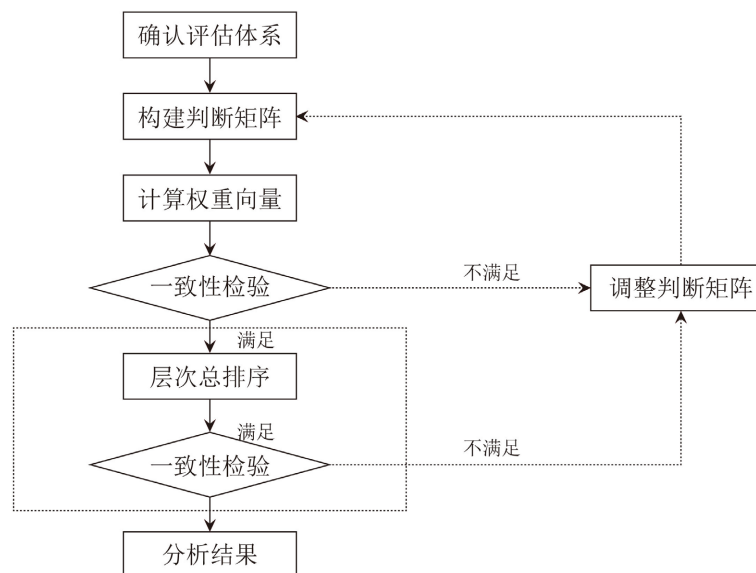 确认评估体系
构建判断矩阵
计算权重向量
一致性检验
不满足
调整判断矩阵
满足
层次总排序
满足
一致性检验
不满足
分析结果